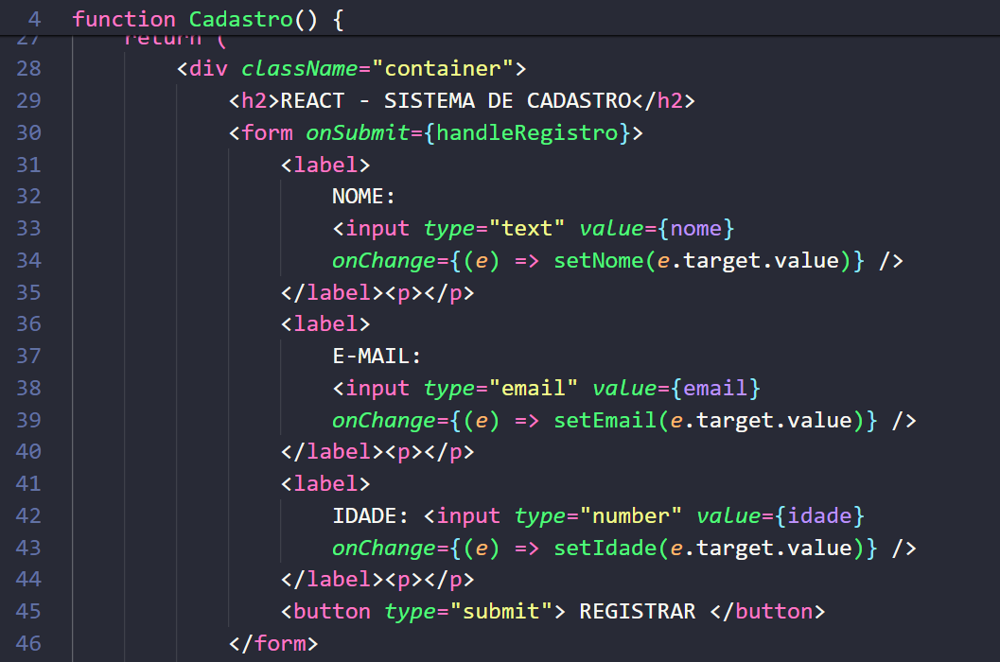 4 function Cadastro() {
27 return (
28 <div className="container">
29 <h2>REACT - SISTEMA DE CADASTRO</h2>
30 <form onSubmit={handleRegistro}>
31 <label>
32 NOME:
33 <input type="text" value={nome}
34 onChange={(e) => setNome(e.target.value)} />
35 </label><p></p>
36 <label>
37 E-MAIL:
38 <input type="email" value={email}
39 onChange={(e) => setEmail(e.target.value)} />
40 </label><p></p>
41 <label>
42 IDADE: <input type="number" value={idade}
43 onChange={(e) => setIdade(e.target.value)} />
44 </label><p></p>
45 <button type="submit"> REGISTRAR </button>
46 </form>